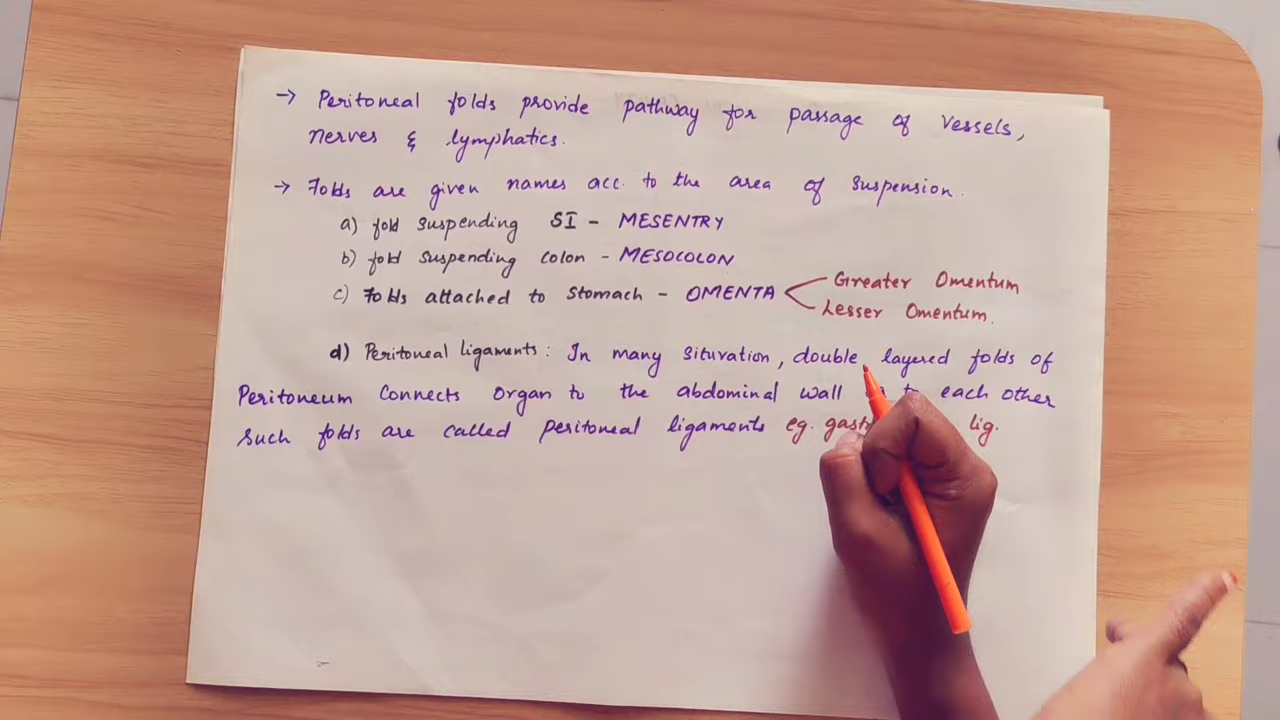 → Peritoneal folds provide pathway for passage of vessels,
nerves & lymphatics.
→ Folds are given names acc. to the area of suspension.
a) fold suspending SI - MESENTRY
b) fold suspending colon - MESOCOLON
c) Folds attached to stomach - OMENTA
Greater Omentum
Lesser Omentum.
d) Peritoneal ligaments: In many situvation, double layered folds of
Peritoneum connects organ to the abdominal wall to each other
such folds are called peritoneal ligaments eg. lig.